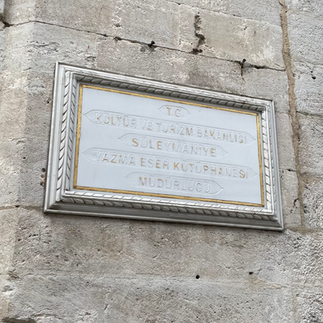 T.C.
KÜLTÜR VE TURİZM BAKANLIĞI
SÜLEYMANİYE
YAZMA ESER KÜTÜPHANESİ
MÜDÜRLÜĞÜ